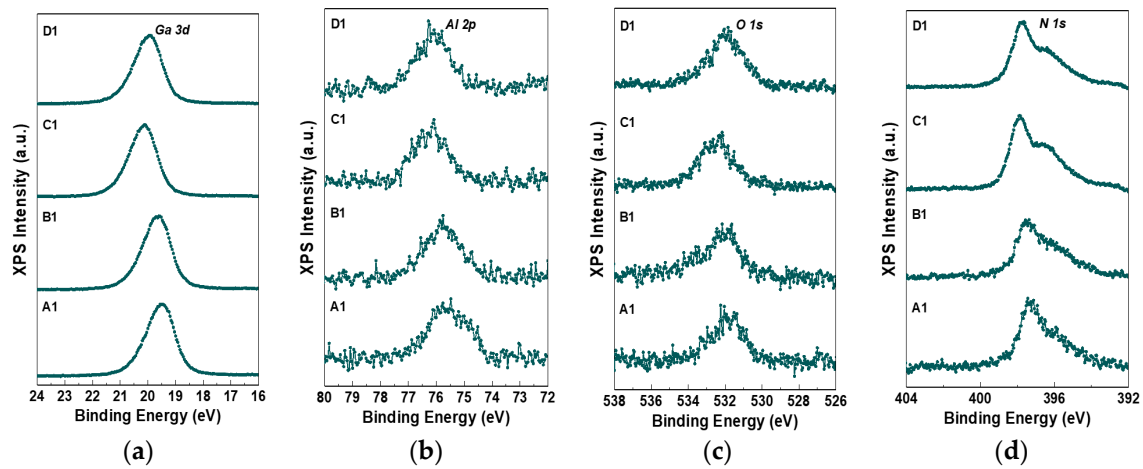 XPS Intensity (a.u.)
D1
Ga 3d
C1
B1
A1
24 23 22 21 20 19 18 17 16
Binding Energy (eV)
(a)
XPS Intensity (a.u.)
D1
Al 2p
C1
B1
A1
80 79 78 77 76 75 74 73 72
Binding Energy (eV)
(b)
XPS Intensity (a.u.)
D1
O 1s
C1
B1
A1
538 536 534 532 530 528 526
Binding Energy (eV)
(c)
XPS Intensity (a.u.)
D1
N 1s
C1
B1
A1
404 400 396 392
Binding Energy (eV)
(d)